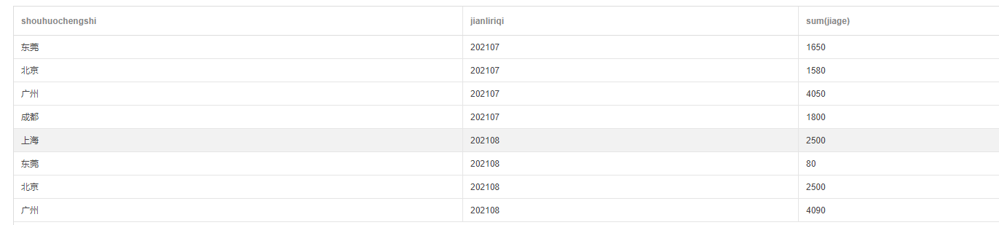 shouhuochengshi jianliriqi sum(jiage)
东莞 202107 1650
北京 202107 1580
广州 202107 4050
成都 202107 1800
上海 202108 2500
东莞 202108 80
北京 202108 2500
广州 202108 4090